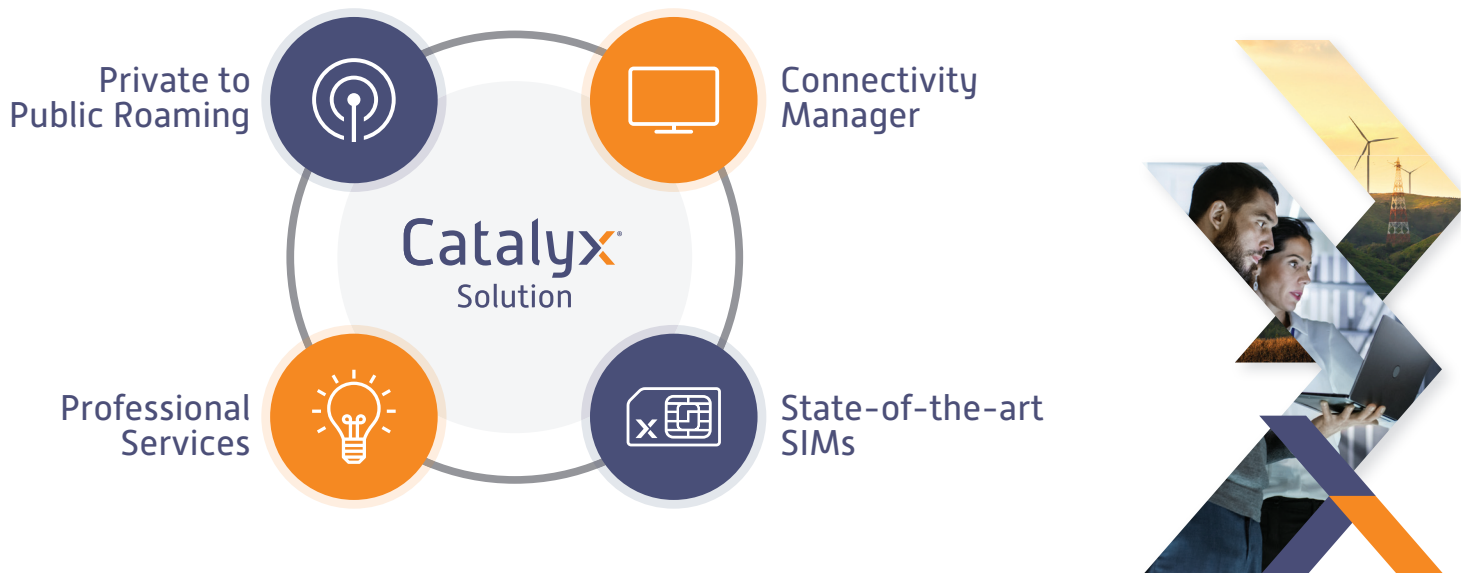 Private to
Public Roaming
Connectivity
Manager
Catalyx®
Solution
Professional
Services
State-of-the-art
SIMs
x